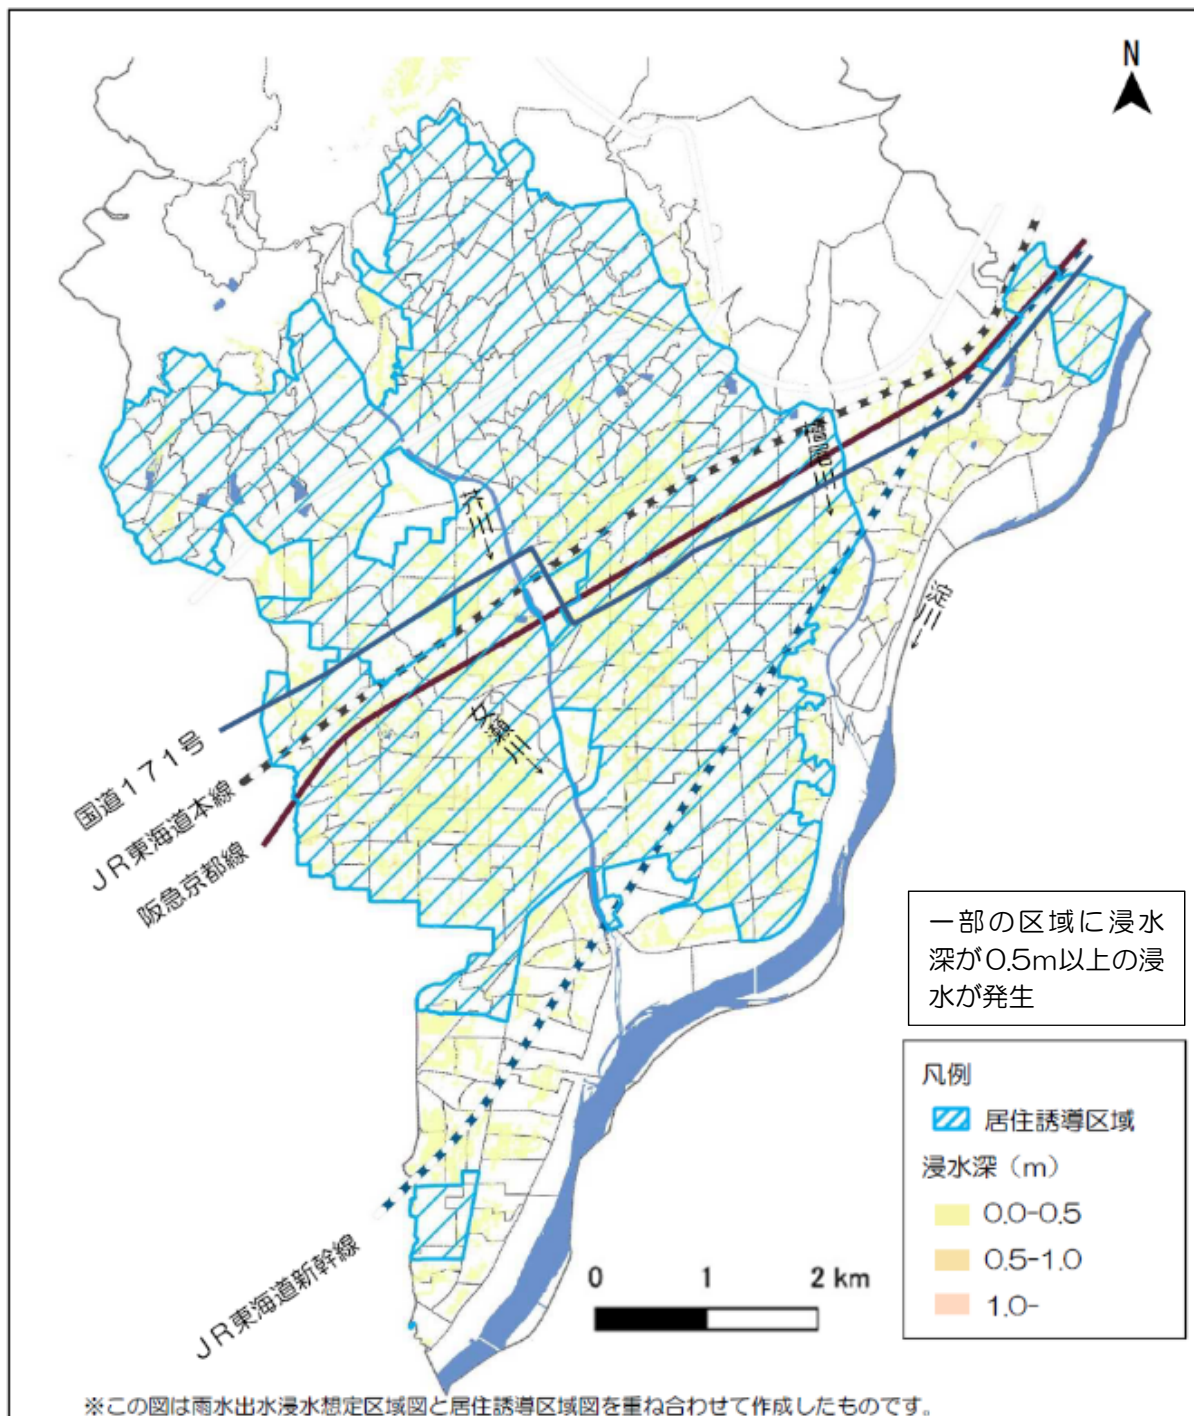 N
芥川
檜尾川
淀川
女瀬川
国道171号
JR東海道本線
阪急京都線
JR東海道新幹線
一部の区域に浸水
深が0.5m以上の浸
水が発生
凡例
居住誘導区域
浸水深（m）
0.0-0.5
0.5-1.0
1.0-
0 1 2 km
※この図は雨水出水浸水想定区域図と居住誘導区域図を重ね合わせて作成したものです。